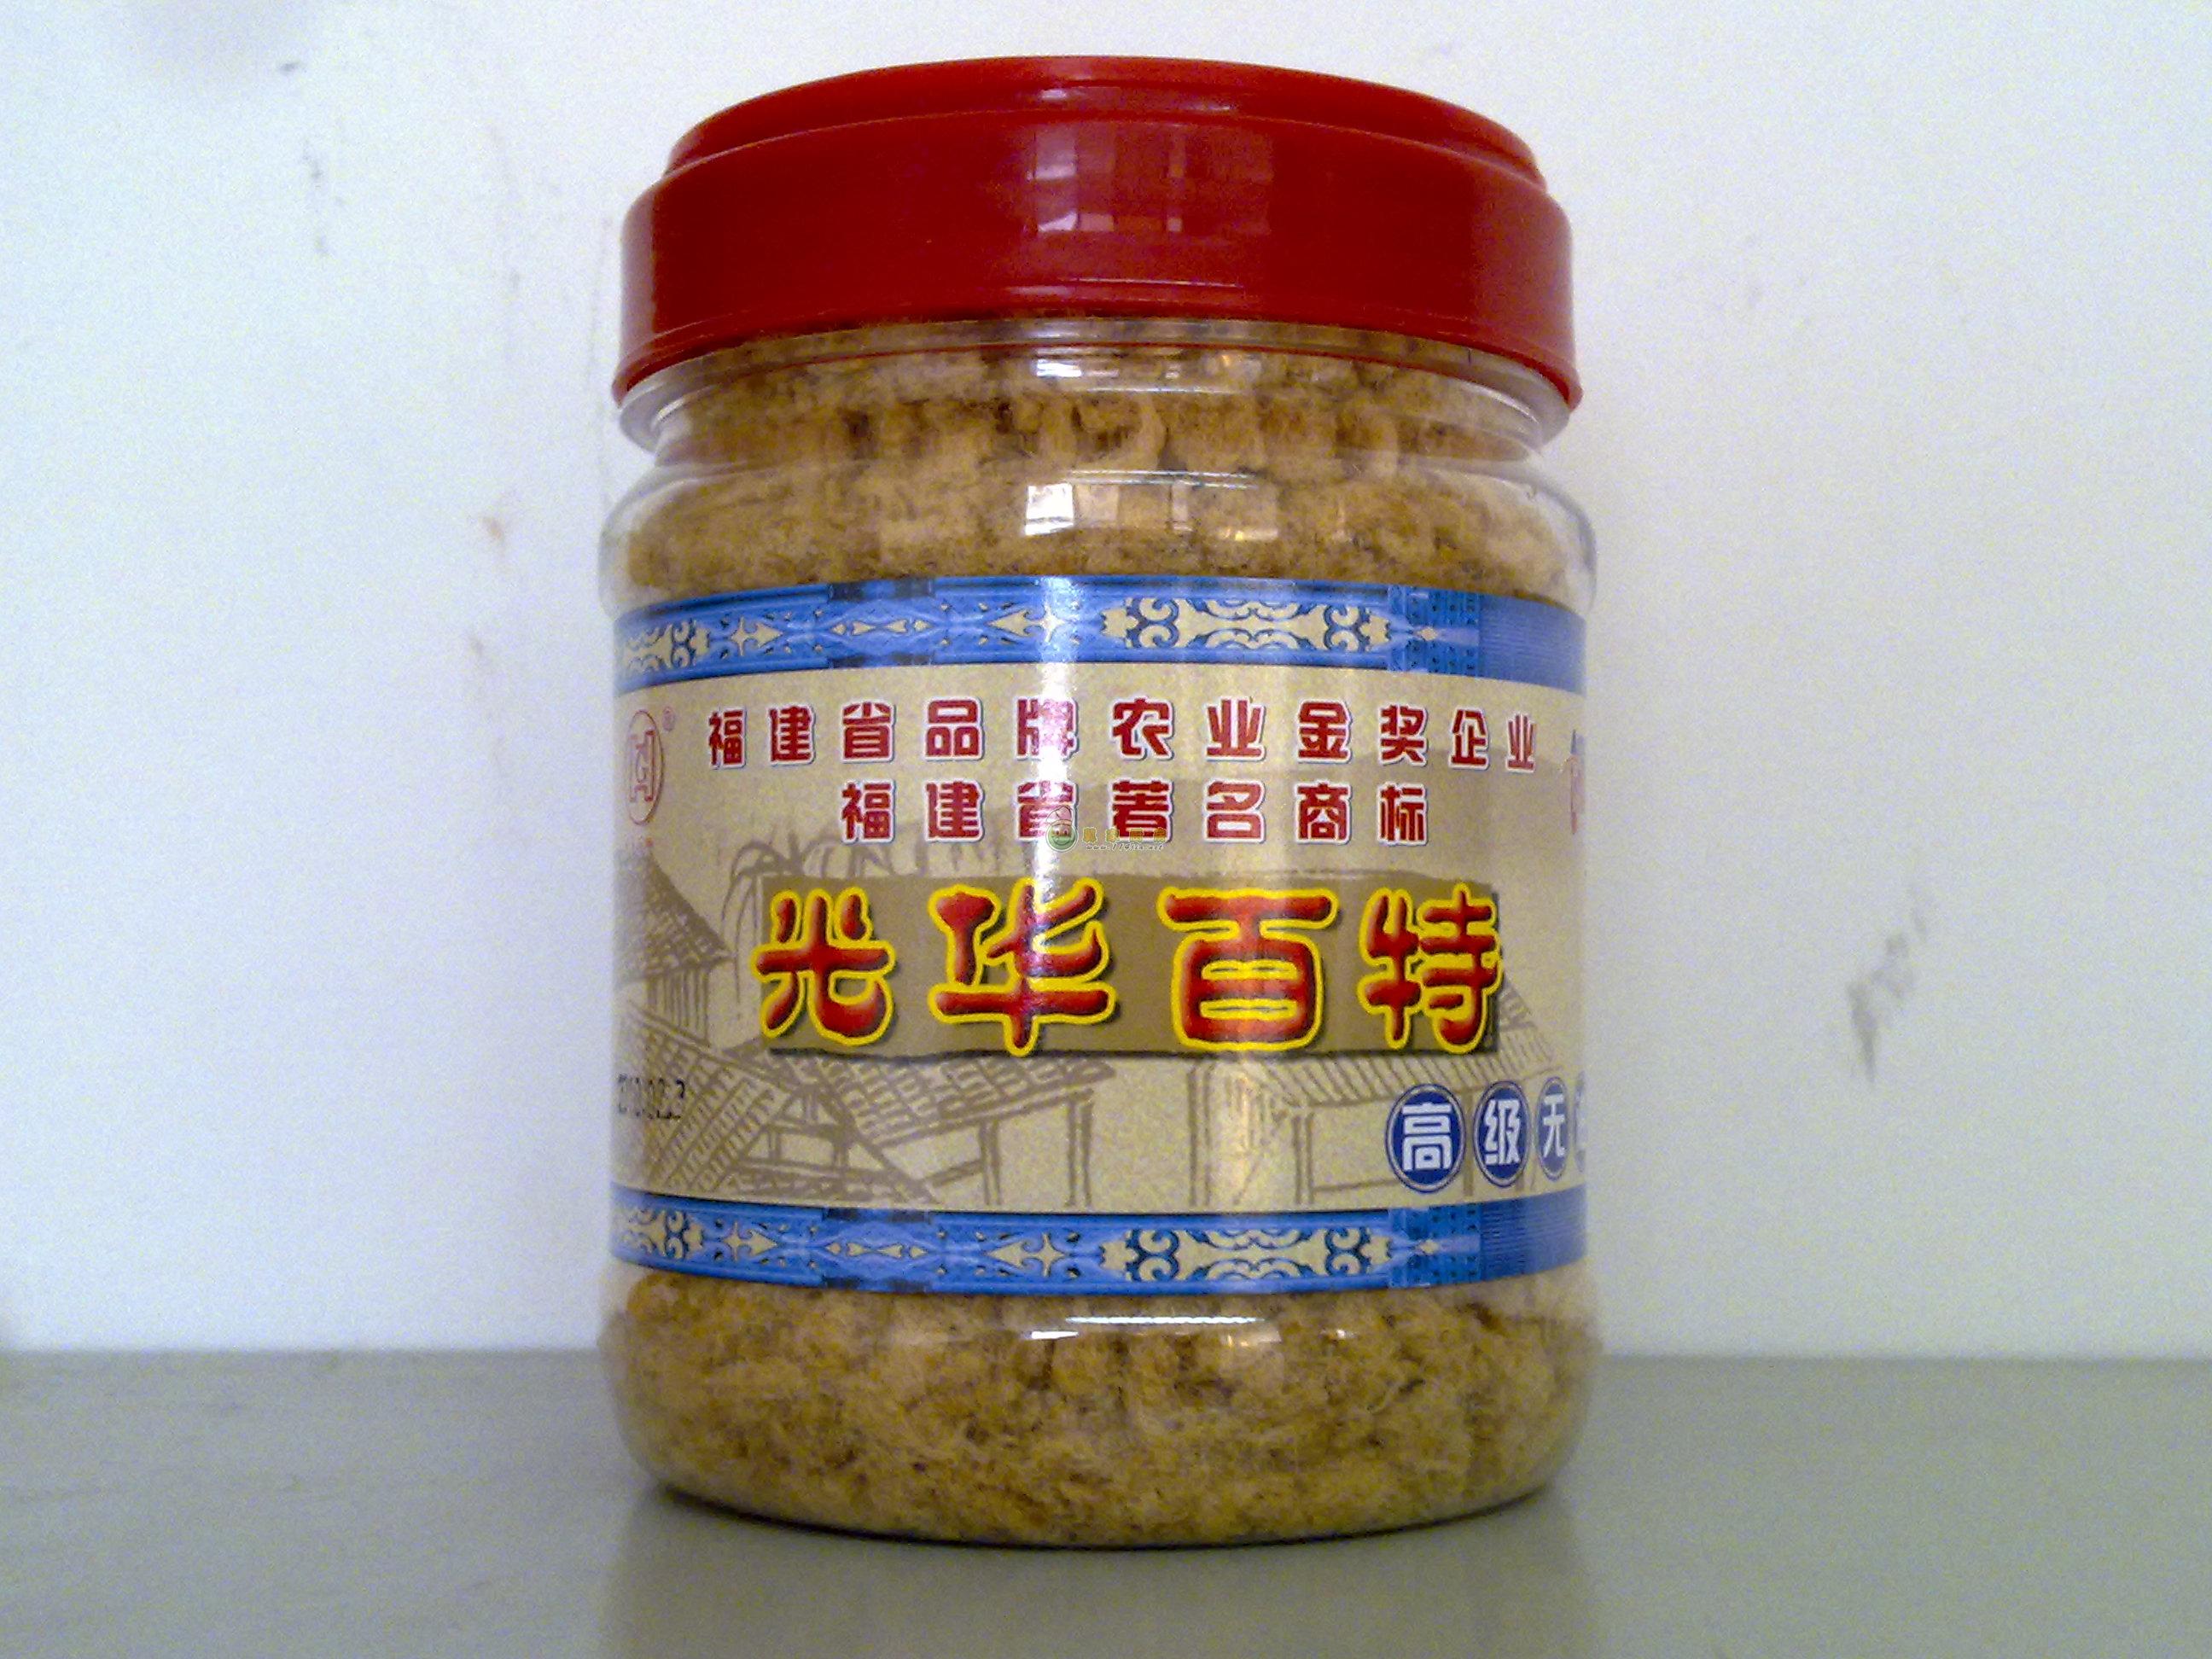 福建省品牌农业金奖企业
福建省著名商标
光华百特
高级无